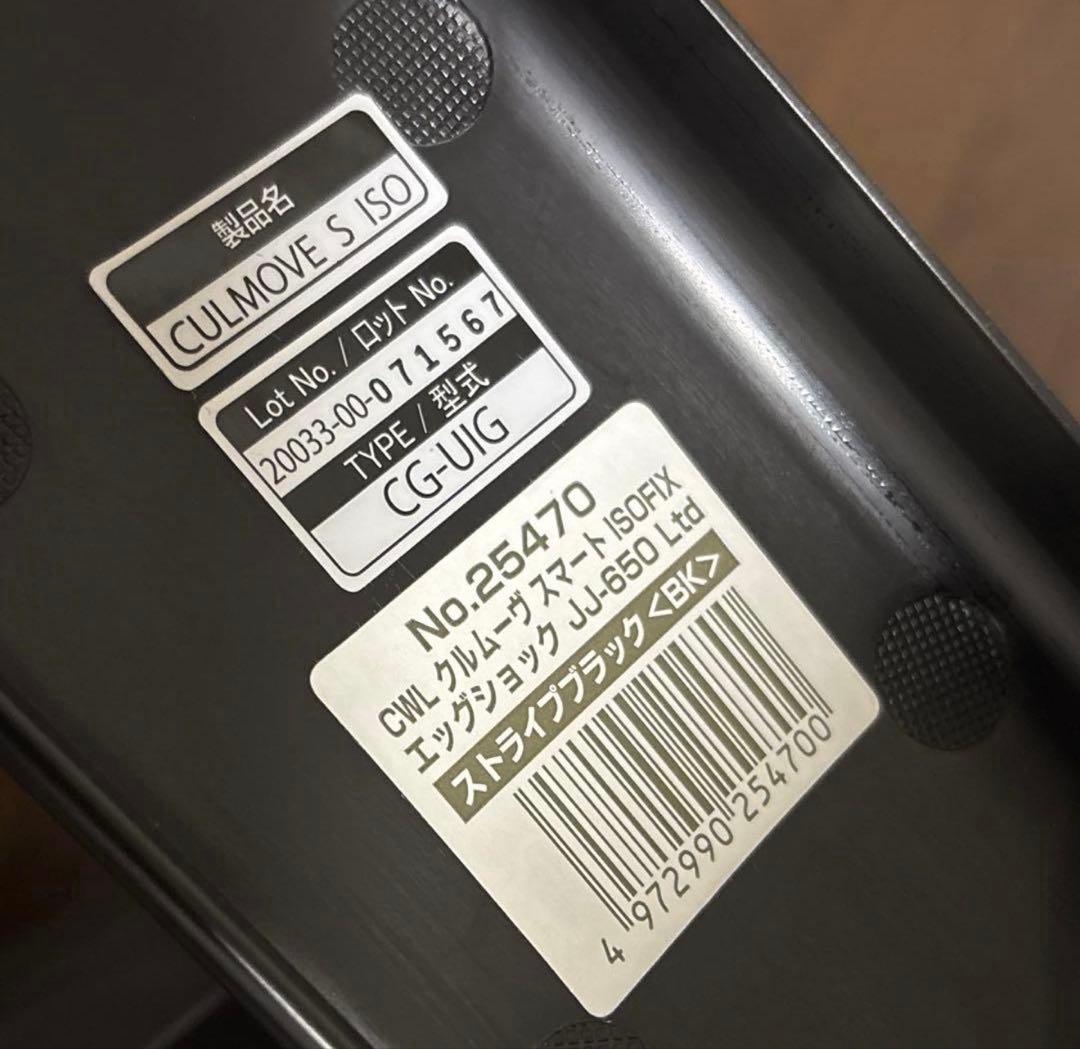 製品名
CULMOVE S ISO
Lot No. / ロット No.
20033-00-071567
TYPE / 型式
CG-UIG
No.25470
CWL クルムーヴ スマート ISOFIX
エッグショック JJ-650 Ltd
ストライプブラック<BK>
4 972990 254700